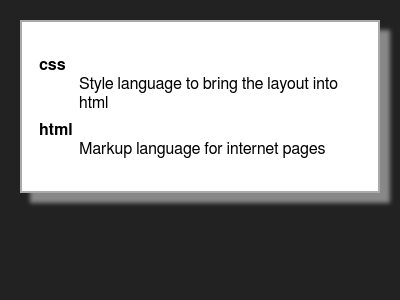 css
Style language to bring the layout into
html
html
Markup language for internet pages